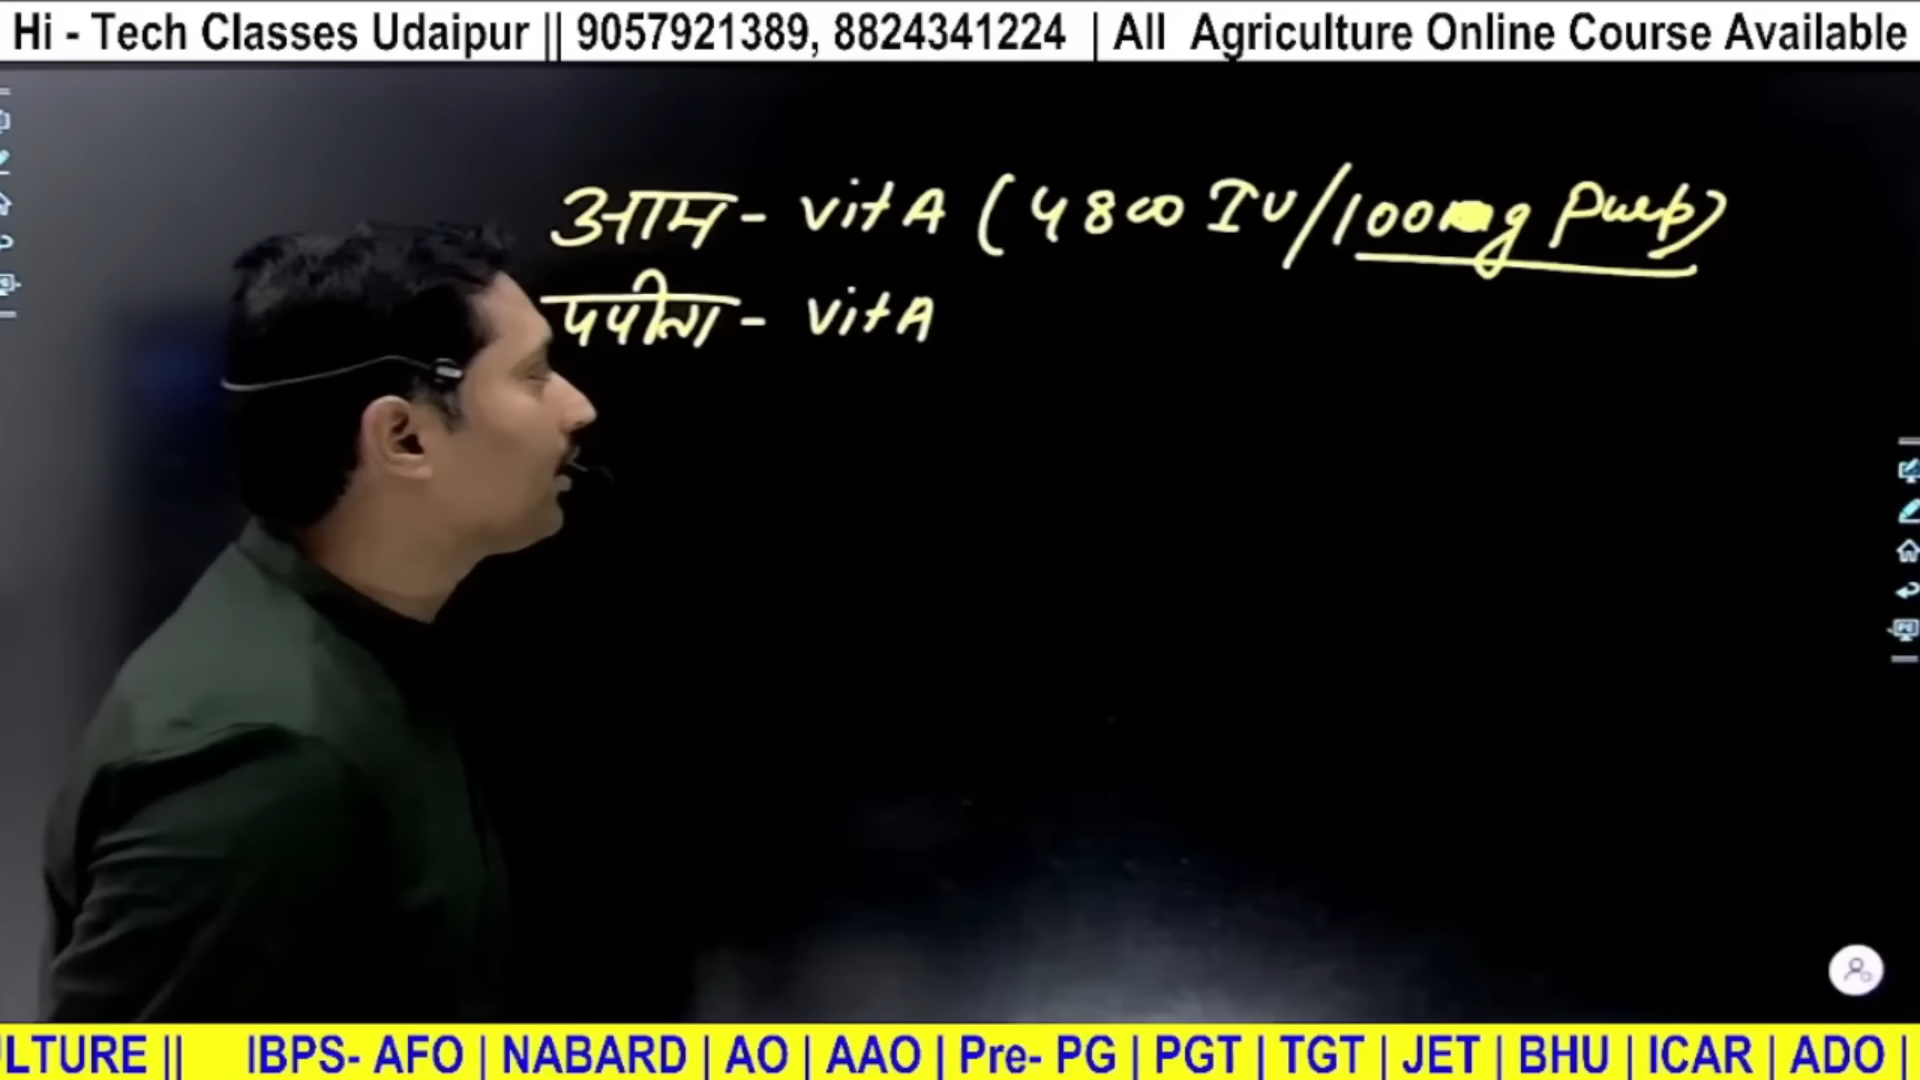 Hi - Tech Classes Udaipur || 9057921389, 8824341224 | All Agriculture Online Course Available
आम - vit A (4800 IU/100mg Pulp)
पपीता - vit A
LTURE || IBPS- AFO | NABARD | AO | AAO | Pre- PG | PGT | TGT | JET | BHU | ICAR | ADO |